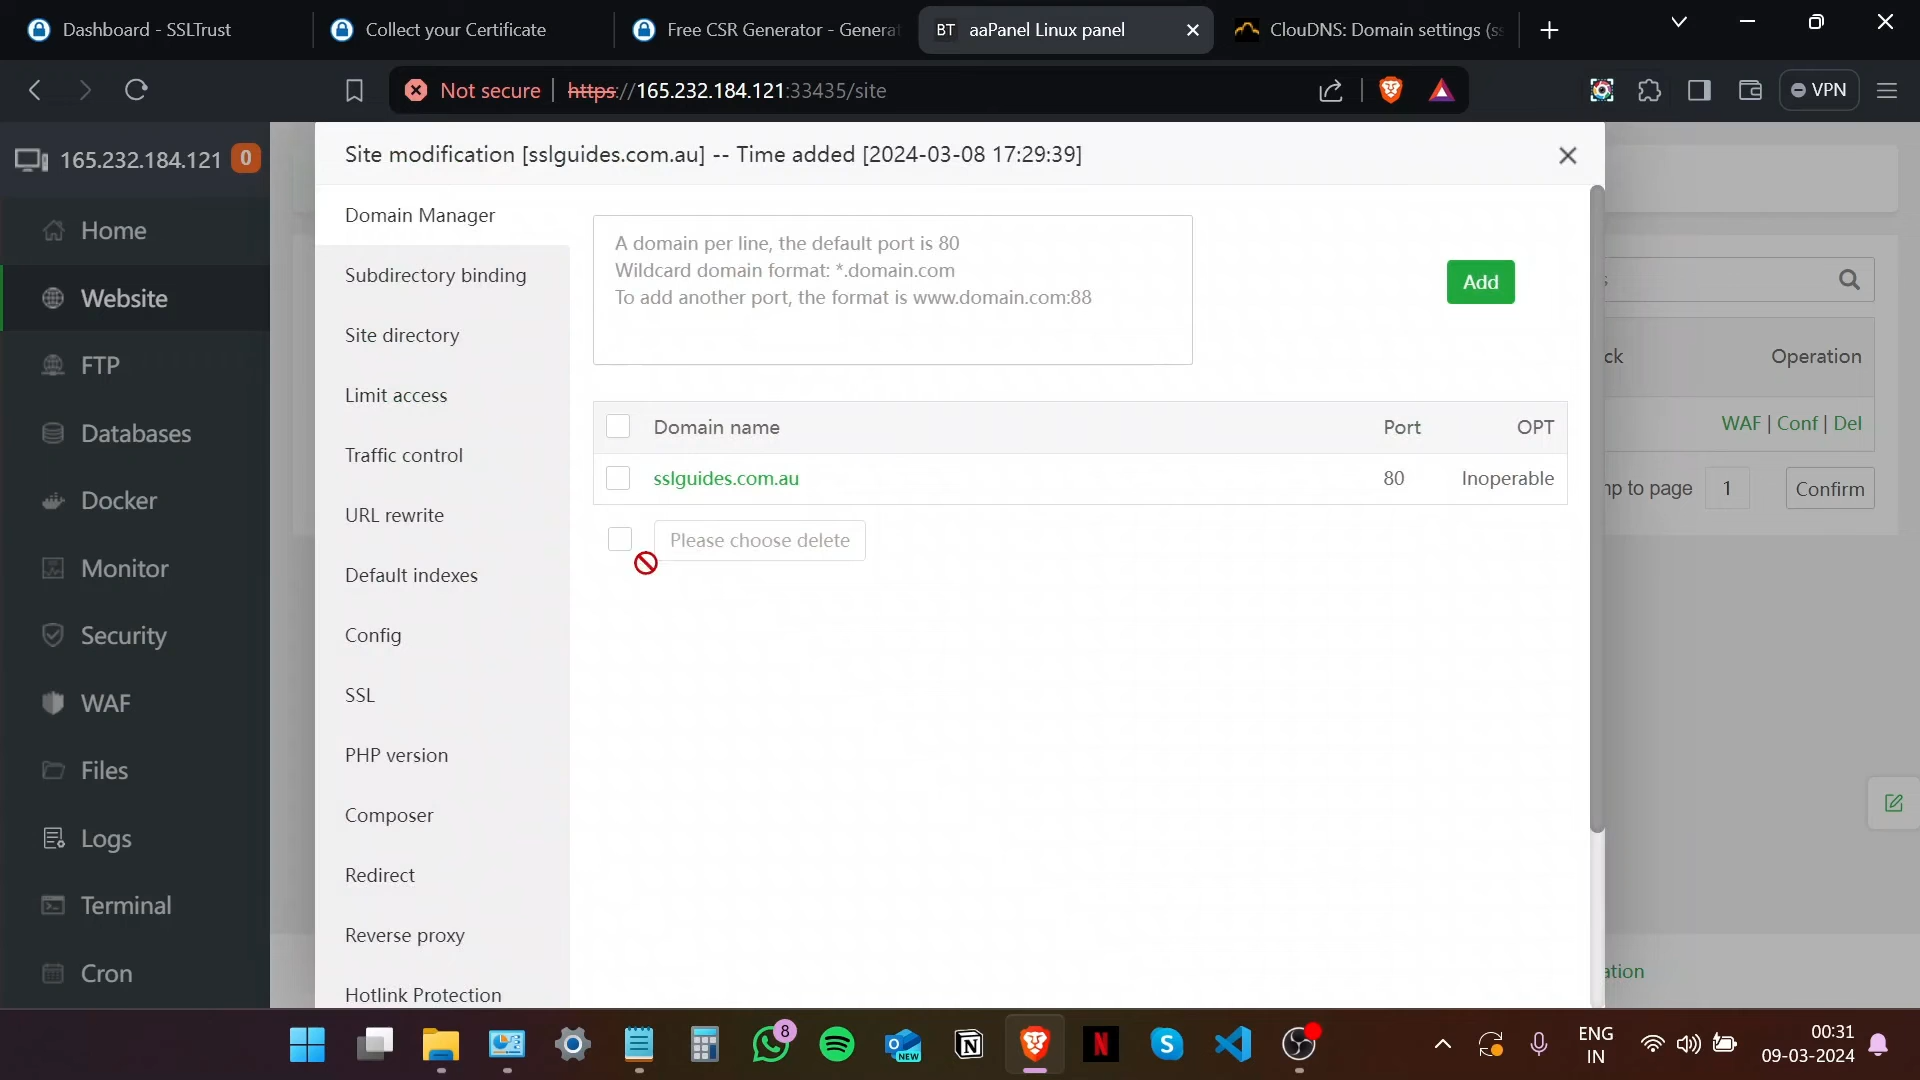 Dashboard - SSLTrust
Collect your Certificate
Free CSR Generator - Generat
BT aaPanel Linux panel
ClouDNS: Domain settings (ss
Not secure https://165.232.184.121:33435/site
VPN
165.232.184.121 0
Home
Website
FTP
Databases
Docker
Monitor
Security
WAF
Files
Logs
Terminal
Cron
Site modification [sslguides.com.au] -- Time added [2024-03-08 17:29:39]
Domain Manager
Subdirectory binding
Site directory
Limit access
Traffic control
URL rewrite
Default indexes
Config
SSL
PHP version
Composer
Redirect
Reverse proxy
Hotlink Protection
A domain per line, the default port is 80
Wildcard domain format: *.domain.com
To add another port, the format is www.domain.com:88
Add
Domain name Port OPT
sslguides.com.au 80 Inoperable
Please choose delete
ck Operation
WAF | Conf | Del
np to page 1 Confirm
ation
8
NEW
ENG
IN
00:31
09-03-2024